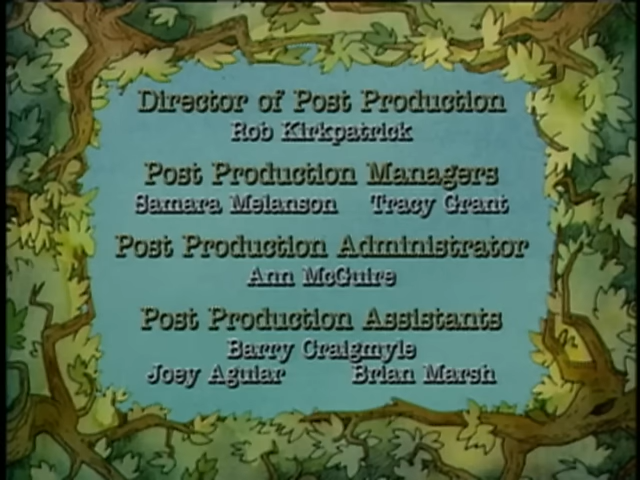 Director of Post Production
Rob Kirkpatrick
Post Production Managers
Samara Melanson Tracy Grant
Post Production Administrator
Ann McGuire
Post Production Assistants
Barry Craigmyle
Joey Aguiar Brian Marsh